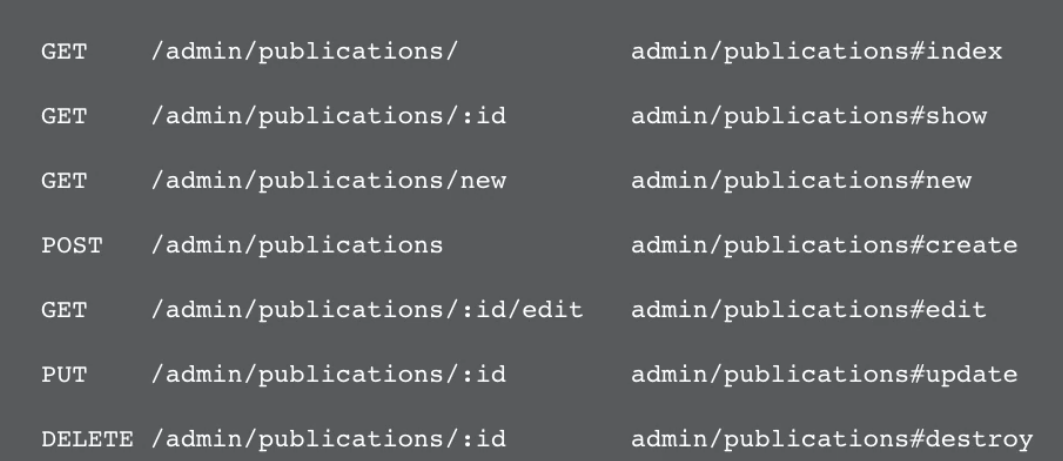 GET /admin/publications/ admin/publications#index
GET /admin/publications/:id admin/publications#show
GET /admin/publications/new admin/publications#new
POST /admin/publications admin/publications#create
GET /admin/publications/:id/edit admin/publications#edit
PUT /admin/publications/:id admin/publications#update
DELETE /admin/publications/:id admin/publications#destroy